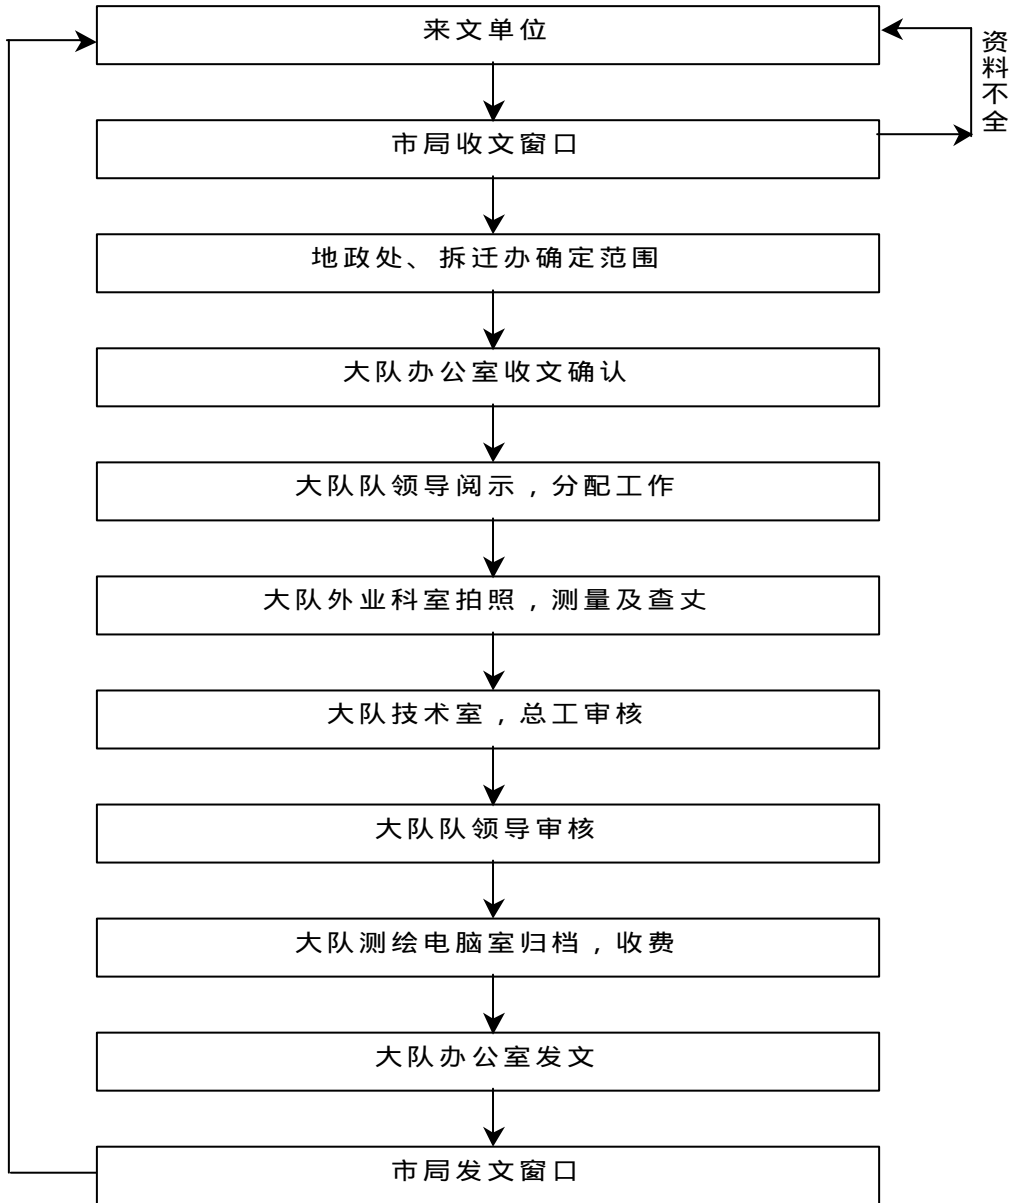 来文单位
资料不全
市局收文窗口
地政处、拆迁办确定范围
大队办公室收文确认
大队队领导阅示，分配工作
大队外业科室拍照，测量及查丈
大队技术室，总工审核
大队队领导审核
大队测绘电脑室归档，收费
大队办公室发文
市局发文窗口